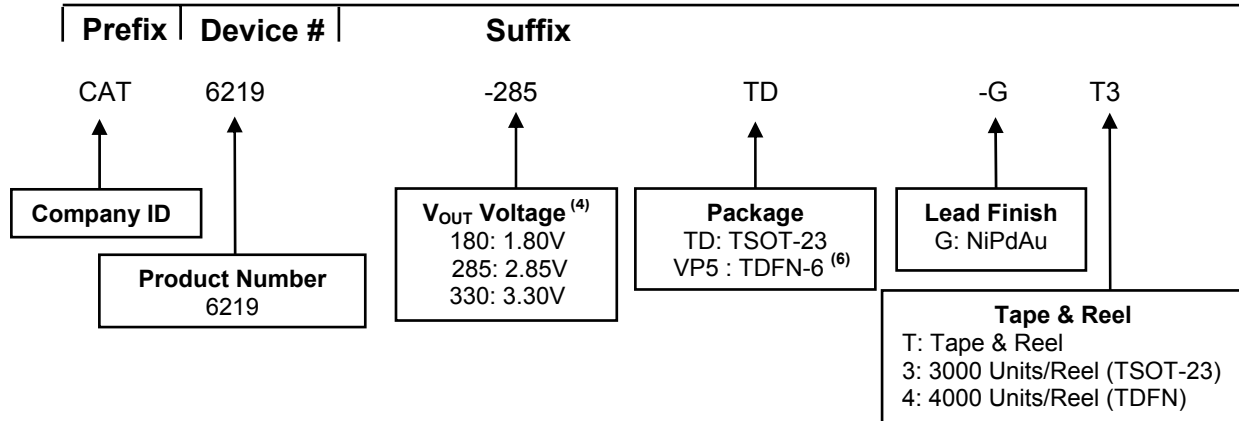 Prefix Device # Suffix
CAT 6219 -285 TD -G T3
Company ID
Product Number
6219
V_OUT Voltage (4)
180: 1.80V
285: 2.85V
330: 3.30V
Package
TD: TSOT-23
VP5 : TDFN-6 (6)
Lead Finish
G: NiPdAu
Tape & Reel
T: Tape & Reel
3: 3000 Units/Reel (TSOT-23)
4: 4000 Units/Reel (TDFN)